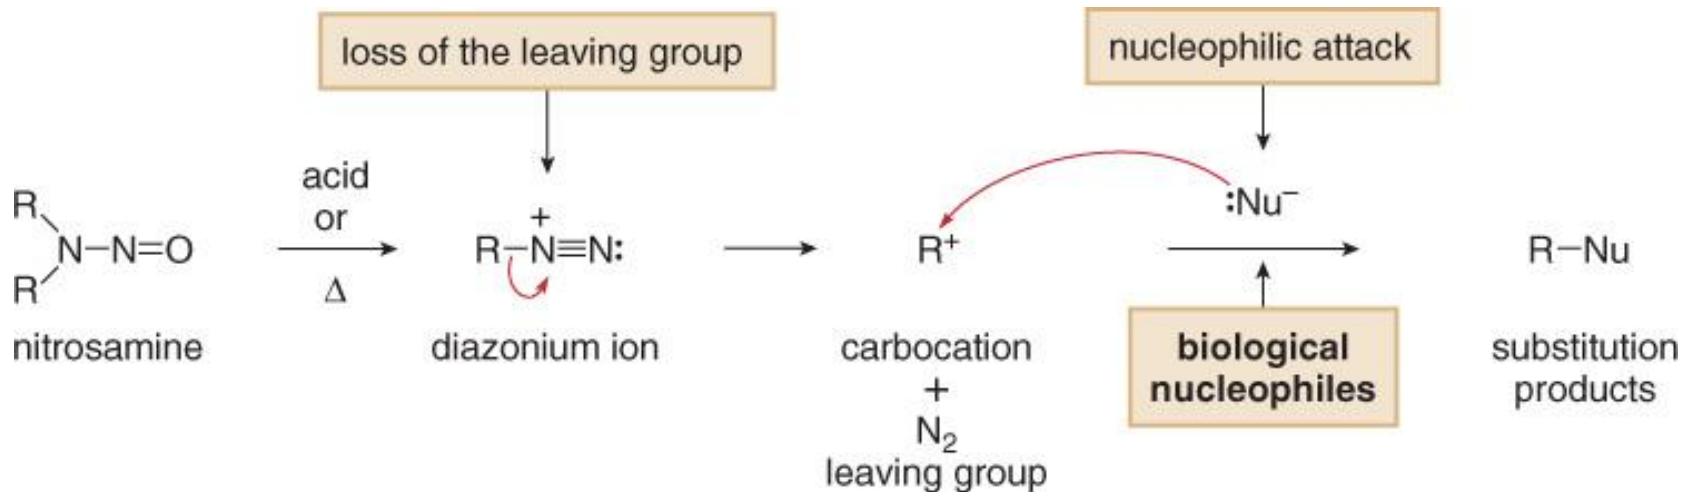 loss of the leaving group
nucleophilic attack
acid
or
Δ
R
R
N–N=O
+
R–N≡N:
R+
:Nu−
R–Nu
nitrosamine
diazonium ion
carbocation
+
N2
leaving group
biological
nucleophiles
substitution
products